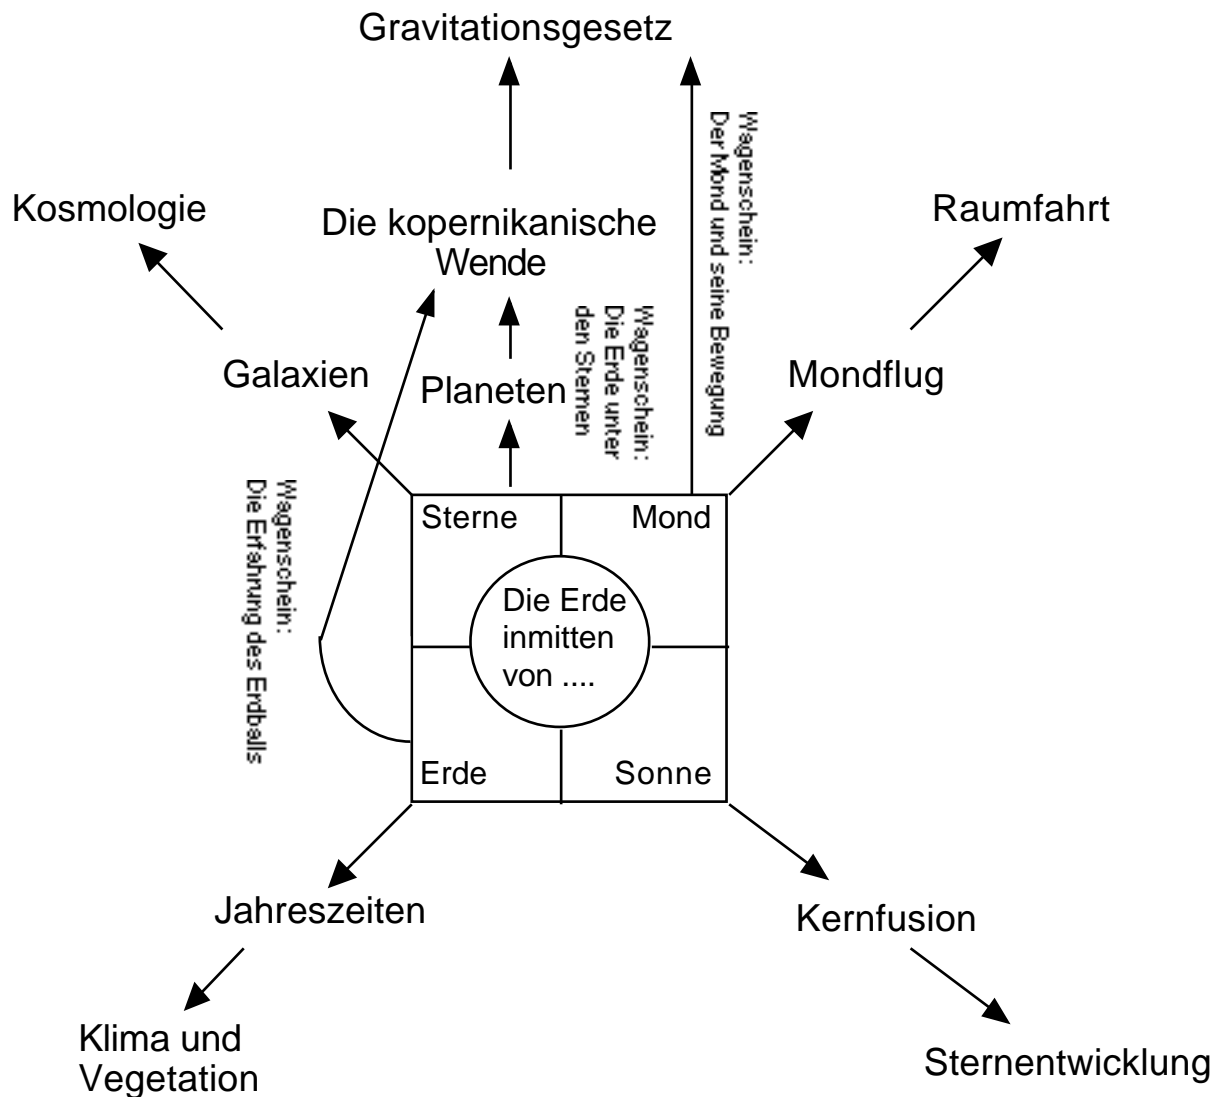 Gravitationsgesetz
Wagenschein:
Der Mond und seine Bewegung
Kosmologie
Die kopernikanische
Wende
Raumfahrt
Wagenschein:
Die Erde unter
den Sternen
Galaxien
Planeten
Mondflug
Wagenschein:
Die Erfahrung des Erdballs
Sterne
Mond
Die Erde
inmitten
von ....
Erde
Sonne
Jahreszeiten
Kernfusion
Klima und
Vegetation
Sternentwicklung